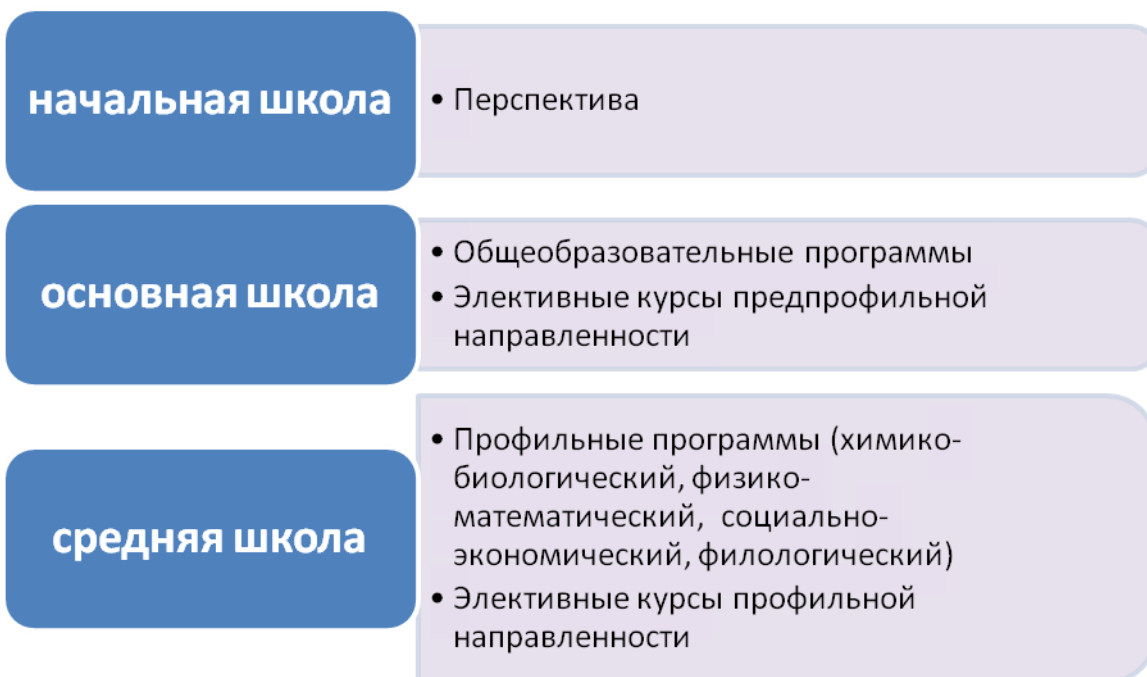 начальная школа
• Перспектива
основная школа
• Общеобразовательные программы
• Элективные курсы предпрофильной
направленности
средняя школа
• Профильные программы (химико-
биологический, физико-
математический, социально-
экономический, филологический)
• Элективные курсы профильной
направленности